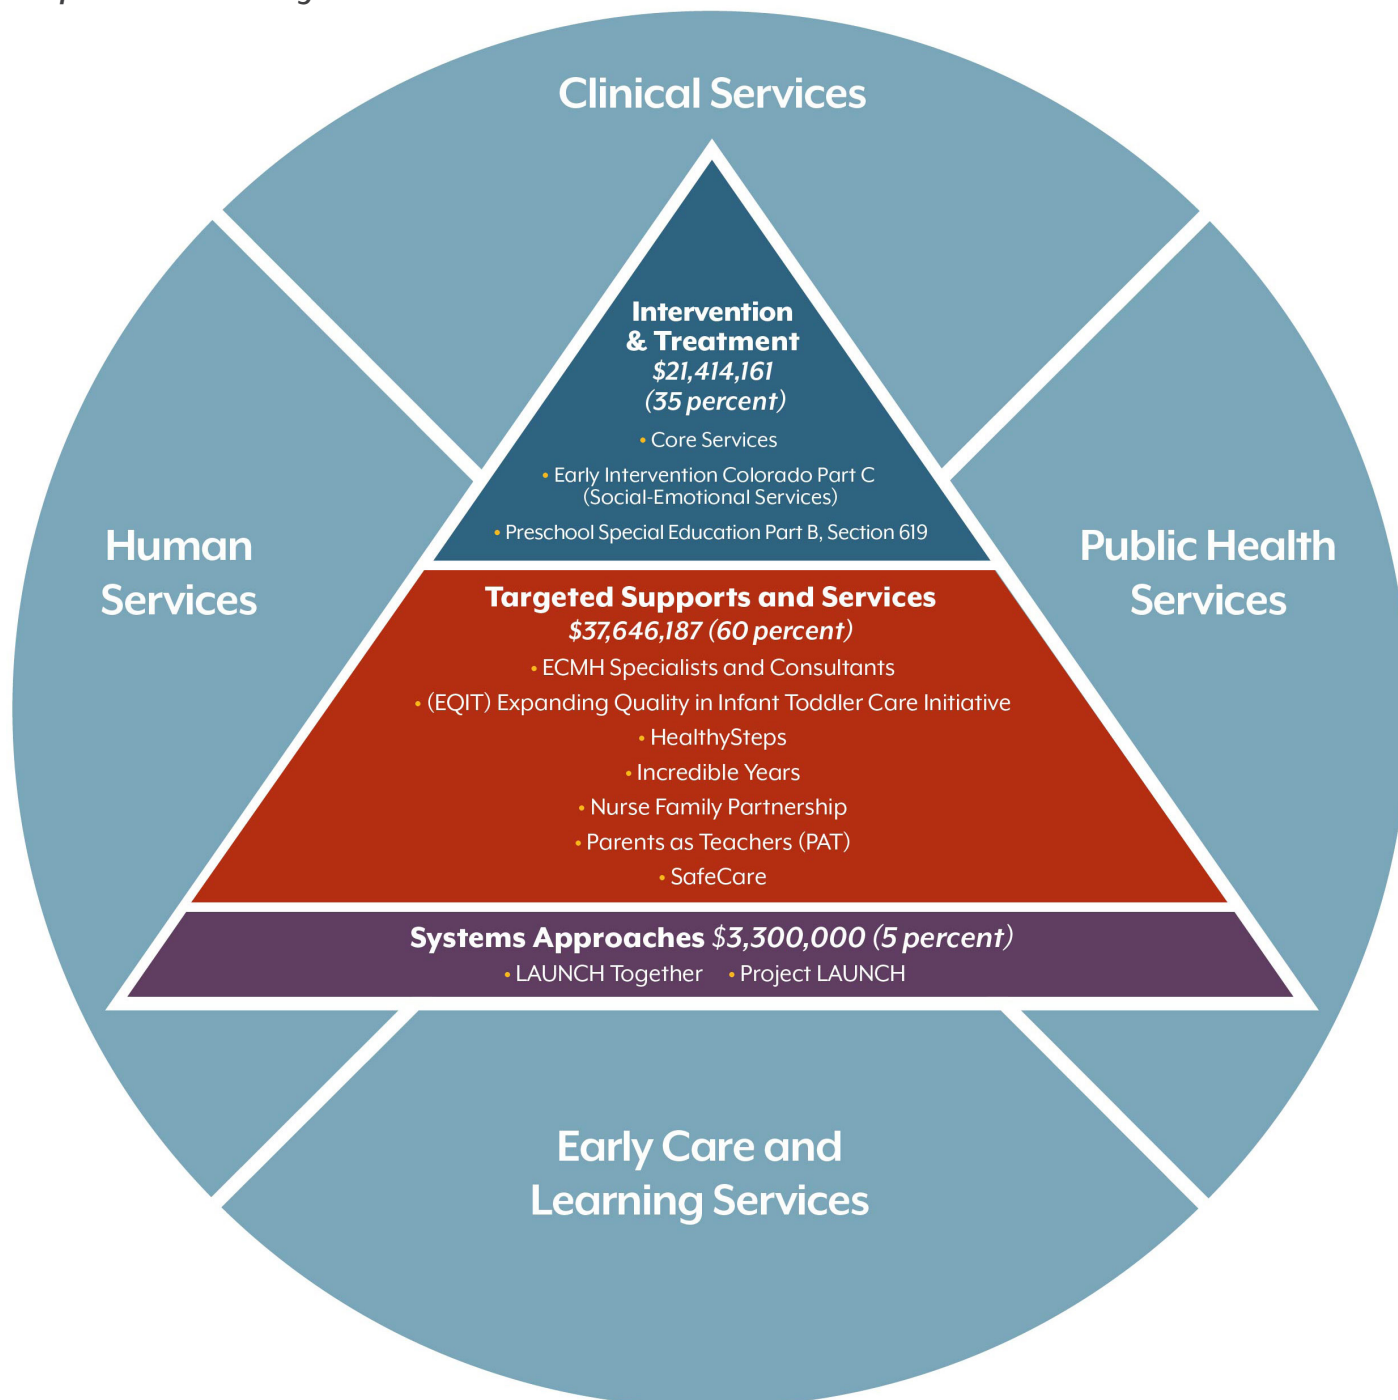 Clinical Services
Intervention
& Treatment
$21,414,161
(35 percent)
• Core Services
• Early Intervention Colorado Part C
(Social-Emotional Services)
• Preschool Special Education Part B, Section 619
Human
Services
Public Health
Services
Targeted Supports and Services
$37,646,187 (60 percent)
• ECMH Specialists and Consultants
• (EQIT) Expanding Quality in Infant Toddler Care Initiative
• HealthySteps
• Incredible Years
• Nurse Family Partnership
• Parents as Teachers (PAT)
• SafeCare
Systems Approaches $3,300,000 (5 percent)
• LAUNCH Together • Project LAUNCH
Early Care and
Learning Services